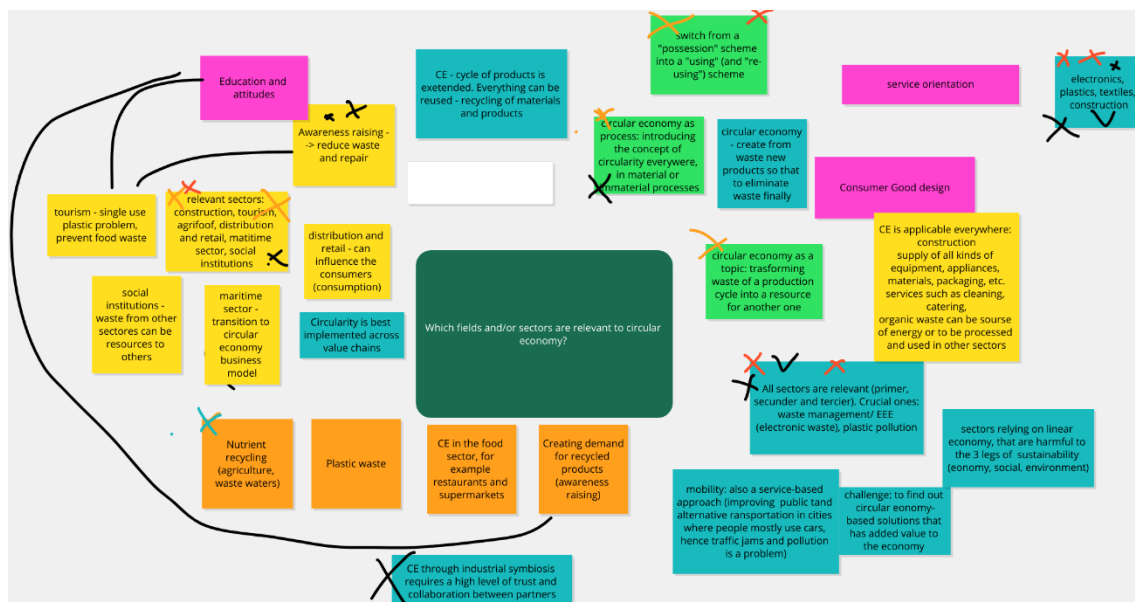 Education and
attitudes
CE - cycle of products is
exetended. Everything can be
reused - recycling of materials
and products
switch from a
"possession" scheme
into a "using" (and "re-
using") scheme
service orientation
electronics,
plastics, textiles,
construction
Awareness raising -
-> reduce waste
and repair
circular economy as
process: introducing
the concept of
circularity everywhere,
in material or
immaterial processes
circular economy
- create from
waste new
products so that
to eliminate
waste finally
Consumer Good design
tourism - single use
plastic problem,
prevent food waste
relevant sectors:
construction, tourism,
agrifoof, distribution
and retail, matitime
sector, social
institutions
distribution and
retail - can
influence the
consumers
(consumption)
CE is applicable everywhere:
construction
supply of all kinds of
equipment, appliances,
materials, packaging, etc.
services such as cleaning,
catering,
organic waste can be sourse
of energy or to be processed
and used in other sectors
circular economy as a
topic: trasforming
waste of a production
cycle into a resource
for another one
social
institutions -
waste from other
sectores can be
resources to
others
maritime
sector -
transition to
circular
economy
business
model
Circularity is best
implemented across
value chains
Which fields and/or sectors are relevant to circular
economy?
All sectors are relevant (primer,
secunder and tercier). Crucial ones:
waste management/ EEE
(electronic waste), plastic pollution
sectors relying on linear
economy, that are harmful to
the 3 legs of sustainability
(eonomy, social, environment)
Nutrient
recycling
(agriculture,
waste waters)
Plastic waste
CE in the food
sector, for
example
restaurants and
supermarkets
Creating demand
for recycled
products
(awareness
raising)
mobility: also a service-based
approach (improving public tand
alternative ransportation in cities
where people mostly use cars,
hence traffic jams and pollution
is a problem)
challenge: to find out
circular eonomy-
based solutions that
has added value to
the economy
CE through industrial symbiosis
requires a high level of trust and
collaboration between partners